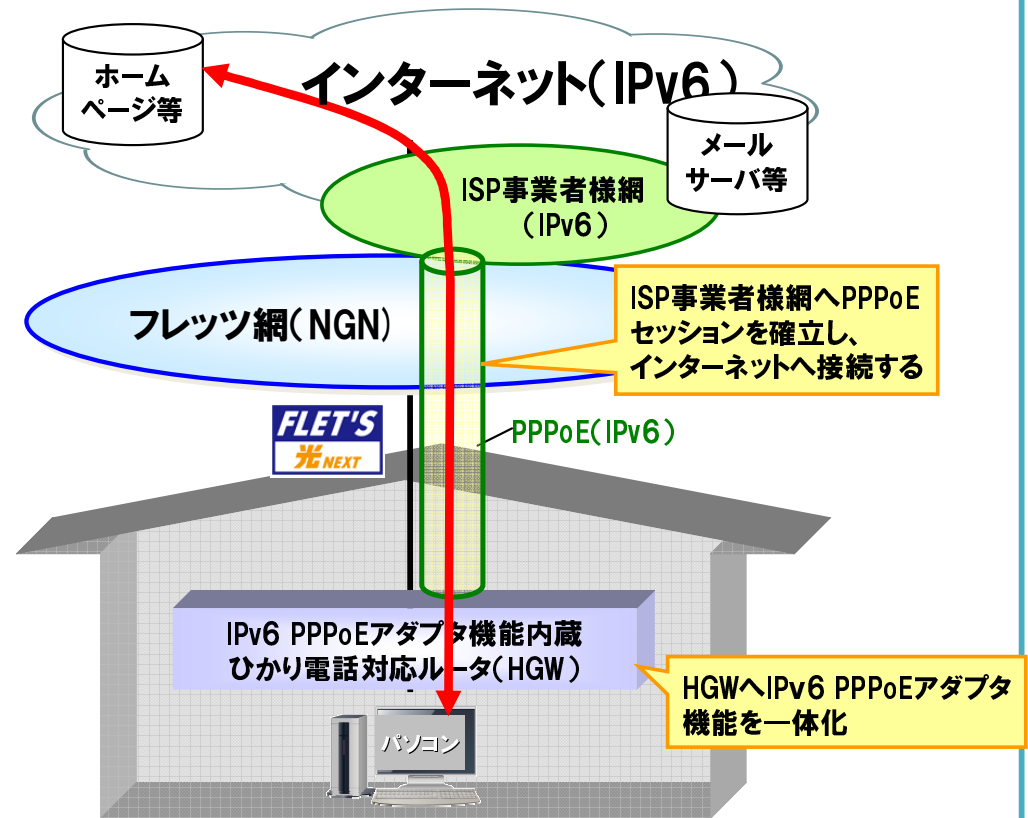 ホーム
ページ等
インターネット(IPv6)
メール
サーバ等
ISP事業者様網
(IPv6)
フレッツ網(NGN)
ISP事業者様網へPPPoE
セッションを確立し、
インターネットへ接続する
FLET'S
光 NEXT
PPPoE(IPv6)
IPv6 PPPoEアダプタ機能内蔵
ひかり電話対応ルータ(HGW)
HGWへIPv6 PPPoEアダプタ
機能を一体化
パソコン